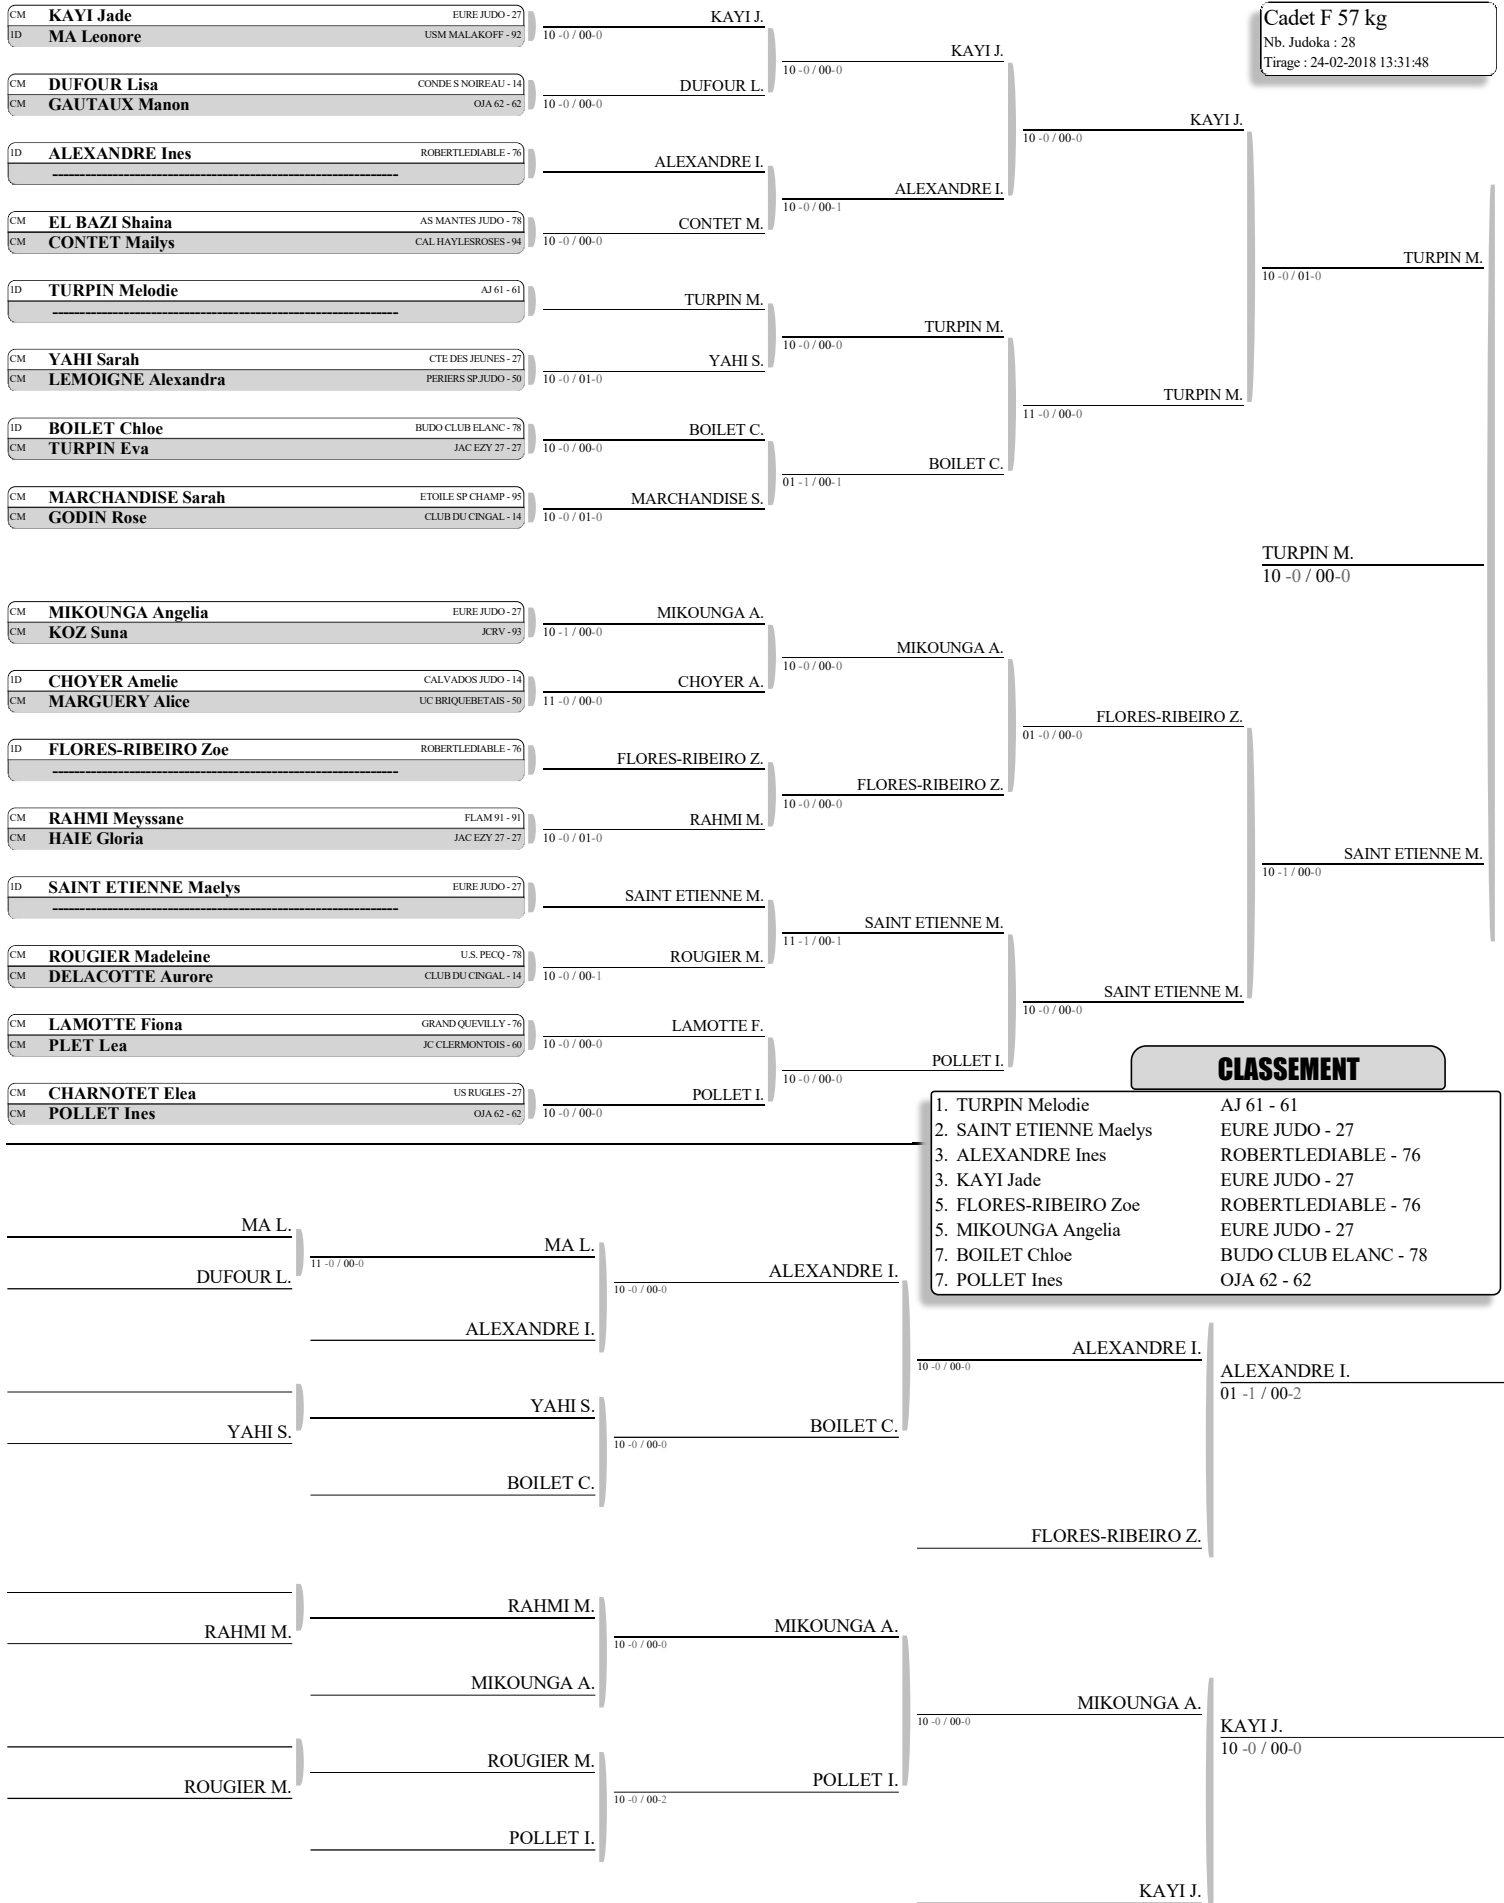 Cadet F 57 kg
Nb. Judoka : 28
Tirage : 24-02-2018 13:31:48
CM KAYI Jade EURE JUDO - 27
1D MA Leonore USM MALAKOFF - 92
KAYI J.
10 -0 / 00-0
KAYI J.
10 -0 / 00-0
CM DUFOUR Lisa CONDE S NOIREAU - 14
CM GAUTAUX Manon OJA 62 - 62
DUFOUR L.
10 -0 / 00-0
KAYI J.
10 -0 / 00-0
1D ALEXANDRE Ines ROBERTLEDIABLE - 76
----------------------------------------------------------------
ALEXANDRE I.
ALEXANDRE I.
10 -0 / 00-1
CM EL BAZI Shaina AS MANTES JUDO - 78
CM CONTET Mailys CAL HAYLESROSES - 94
CONTET M.
10 -0 / 00-0
TURPIN M.
10 -0 / 01-0
1D TURPIN Melodie AJ 61 - 61
----------------------------------------------------------------
TURPIN M.
TURPIN M.
10 -0 / 00-0
CM YAHI Sarah CTE DES JEUNES - 27
CM LEMOIGNE Alexandra PERIERS SP.JUDO - 50
YAHI S.
10 -0 / 01-0
TURPIN M.
11 -0 / 00-0
1D BOILET Chloe BUDO CLUB ELANC - 78
CM TURPIN Eva JAC EZY 27 - 27
BOILET C.
10 -0 / 00-0
BOILET C.
01 -1 / 00-1
CM MARCHANDISE Sarah ETOILE SP CHAMP - 95
CM GODIN Rose CLUB DU CINGAL - 14
MARCHANDISE S.
10 -0 / 01-0
TURPIN M.
10 -0 / 00-0
CM MIKOUNGA Angelia EURE JUDO - 27
CM KOZ Suna JCRV - 93
MIKOUNGA A.
10 -1 / 00-0
MIKOUNGA A.
10 -0 / 00-0
1D CHOYER Amelie CALVADOS JUDO - 14
CM MARGUERY Alice UC BRIQUEBETAIS - 50
CHOYER A.
11 -0 / 00-0
FLORES-RIBEIRO Z.
01 -0 / 00-0
1D FLORES-RIBEIRO Zoe ROBERTLEDIABLE - 76
----------------------------------------------------------------
FLORES-RIBEIRO Z.
FLORES-RIBEIRO Z.
10 -0 / 00-0
CM RAHMI Meyssane FLAM 91 - 91
CM HAIE Gloria JAC EZY 27 - 27
RAHMI M.
10 -0 / 01-0
SAINT ETIENNE M.
10 -1 / 00-0
1D SAINT ETIENNE Maelys EURE JUDO - 27
----------------------------------------------------------------
SAINT ETIENNE M.
SAINT ETIENNE M.
11 -1 / 00-1
CM ROUGIER Madeleine U.S. PECQ - 78
CM DELACOTTE Aurore CLUB DU CINGAL - 14
ROUGIER M.
10 -0 / 00-1
SAINT ETIENNE M.
10 -0 / 00-0
CM LAMOTTE Fiona GRAND QUEVILLY - 76
CM PLET Lea JC CLERMONTOIS - 60
LAMOTTE F.
10 -0 / 00-0
POLLET I.
10 -0 / 00-0
CM CHARNOTET Elea US RUGLES - 27
CM POLLET Ines OJA 62 - 62
POLLET I.
10 -0 / 00-0
CLASSEMENT
1. TURPIN Melodie AJ 61 - 61
2. SAINT ETIENNE Maelys EURE JUDO - 27
3. ALEXANDRE Ines ROBERTLEDIABLE - 76
3. KAYI Jade EURE JUDO - 27
5. FLORES-RIBEIRO Zoe ROBERTLEDIABLE - 76
5. MIKOUNGA Angelia EURE JUDO - 27
7. BOILET Chloe BUDO CLUB ELANC - 78
7. POLLET Ines OJA 62 - 62
MA L.
DUFOUR L.
MA L.
11 -0 / 00-0
ALEXANDRE I.
ALEXANDRE I.
10 -0 / 00-0
YAHI S.
YAHI S.
BOILET C.
BOILET C.
10 -0 / 00-0
ALEXANDRE I.
10 -0 / 00-0
FLORES-RIBEIRO Z.
ALEXANDRE I.
01 -1 / 00-2
RAHMI M.
RAHMI M.
MIKOUNGA A.
MIKOUNGA A.
10 -0 / 00-0
ROUGIER M.
ROUGIER M.
POLLET I.
POLLET I.
10 -0 / 00-2
MIKOUNGA A.
10 -0 / 00-0
KAYI J.
KAYI J.
10 -0 / 00-0